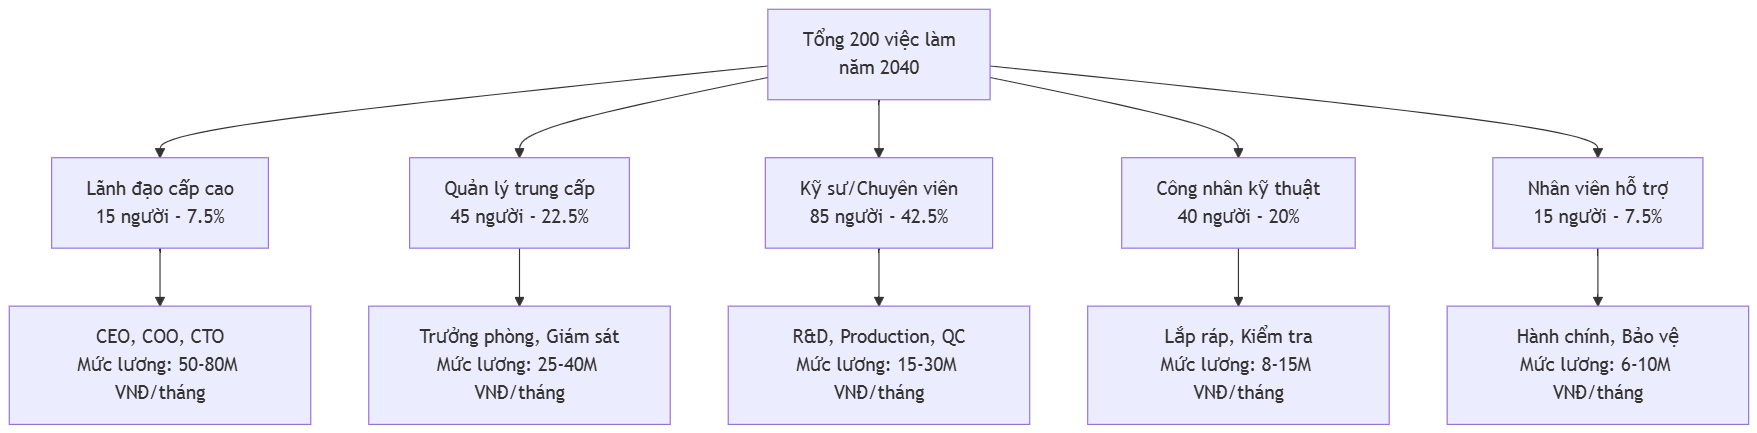 Tổng 200 việc làm
năm 2040
Lãnh đạo cấp cao
15 người - 7.5%
Quản lý trung cấp
45 người - 22.5%
Kỹ sư/Chuyên viên
85 người - 42.5%
Công nhân kỹ thuật
40 người - 20%
Nhân viên hỗ trợ
15 người - 7.5%
CEO, COO, CTO
Mức lương: 50-80M
VNĐ/tháng
Trưởng phòng, Giám sát
Mức lương: 25-40M
VNĐ/tháng
R&D, Production, QC
Mức lương: 15-30M
VNĐ/tháng
Lắp ráp, Kiểm tra
Mức lương: 8-15M
VNĐ/tháng
Hành chính, Bảo vệ
Mức lương: 6-10M
VNĐ/tháng